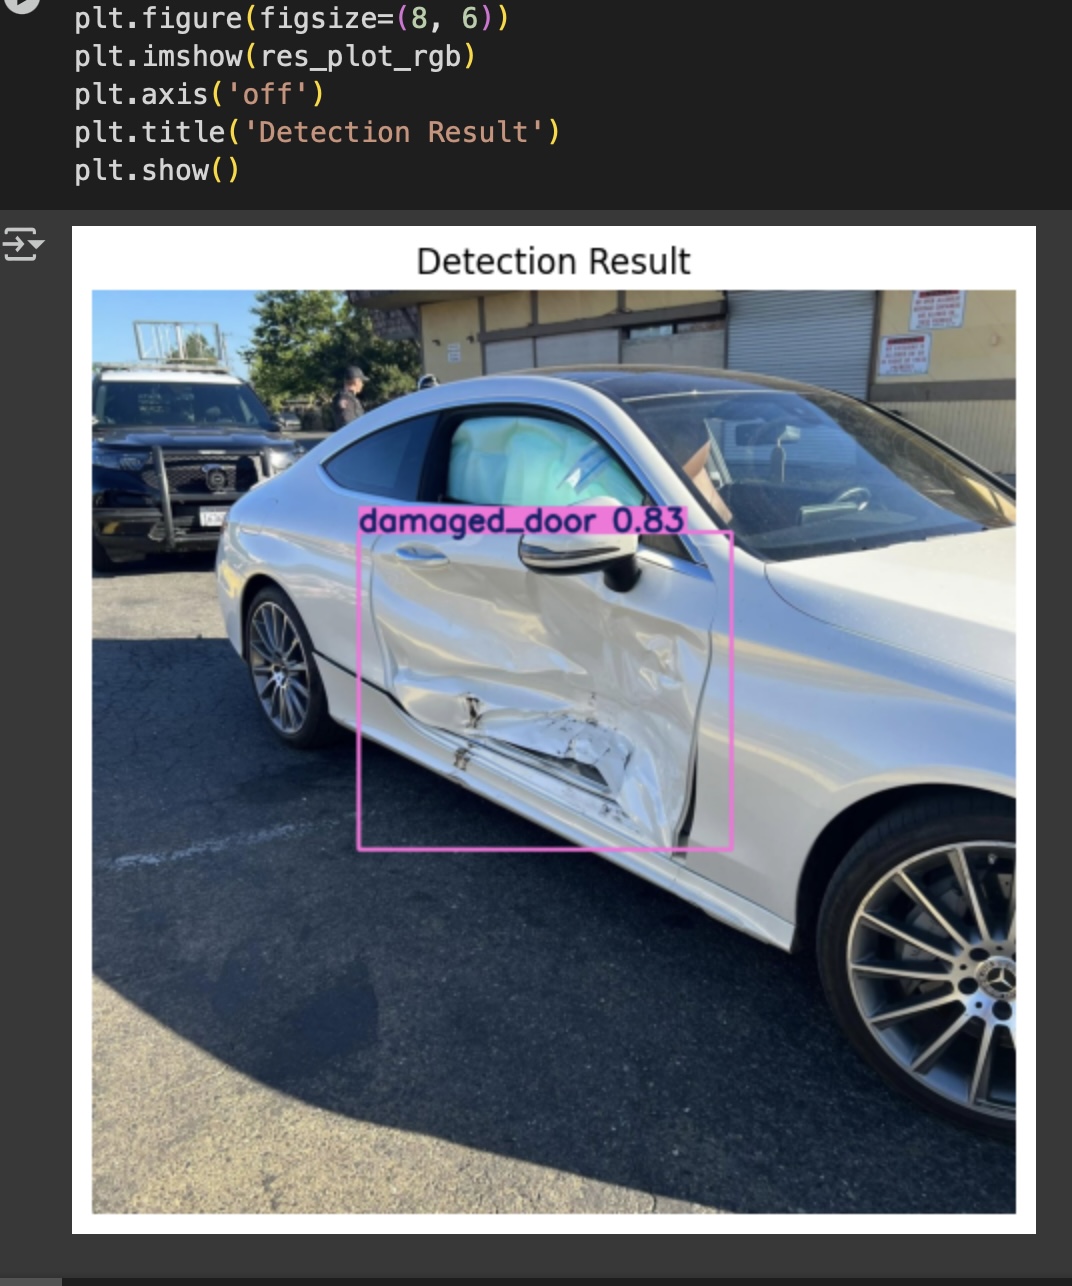 plt.figure(figsize=(8, 6))
plt.imshow(res_plot_rgb)
plt.axis('off')
plt.title('Detection Result')
plt.show()
Detection Result
damaged_door 0.83